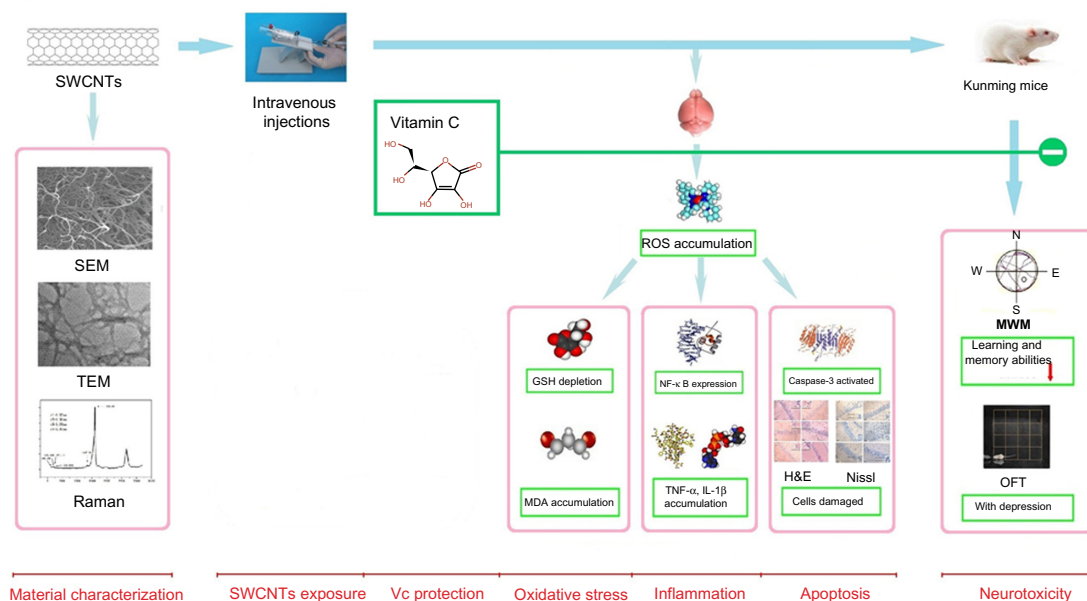 SWCNTs
Intravenous
injections
Kunming mice
Vitamin C
HO
O
O
HO
HO
OH
SEM
TEM
Raman
ROS accumulation
GSH depletion
MDA accumulation
NF-κ B expression
TNF-α, IL-1β
accumulation
Caspase-3 activated
H&E Nissl
Cells damaged
N
W E
S
MWM
Learning and
memory abilities
OFT
With depression
Material characterization
SWCNTs exposure
Vc protection
Oxidative stress
Inflammation
Apoptosis
Neurotoxicity